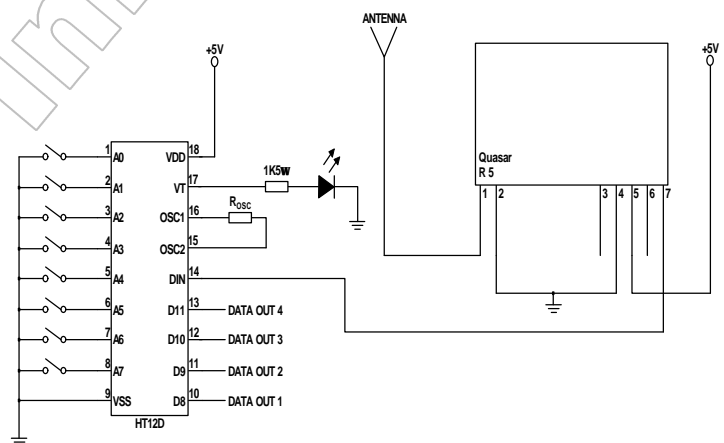 ANTENNA
+5V
+5V
1 A0 VDD 18
2 A1 VT 17
1K5W
3 A2 OSC1 16
ROSC
4 A3 OSC2 15
5 A4 DIN 14
6 A5 D11 13 DATA OUT 4
7 A6 D10 12 DATA OUT 3
8 A7 D9 11 DATA OUT 2
9 VSS D8 10 DATA OUT 1
HT12D
Quasar
R 5
1 2 3 4 5 6 7